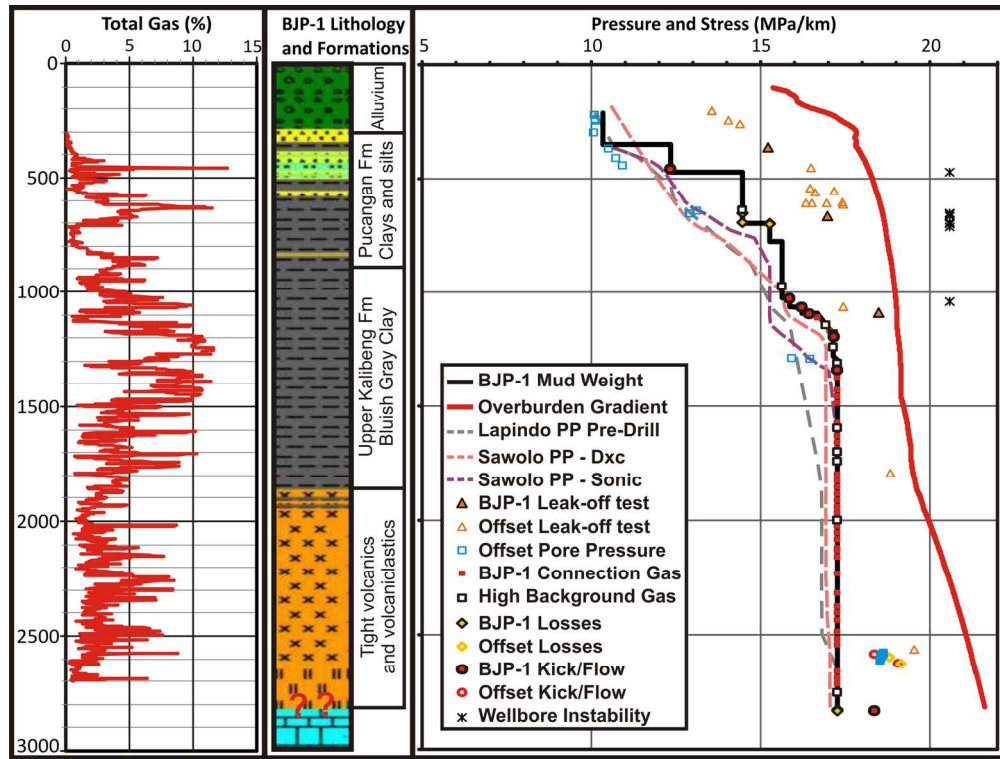 Total Gas (%)
0 5 10 15
BJP-1 Lithology
and Formations
Pressure and Stress (MPa/km)
5 10 15 20
0
500
1000
1500
2000
2500
3000
Alluvium
Pucangan Fm
Clays and silts
Upper Kalibeng Fm
Bluish Gray Clay
Tight volcanics
and volcaniclastics
? ?
BJP-1 Mud Weight
Overburden Gradient
Lapindo PP Pre-Drill
Sawolo PP - Dxc
Sawolo PP - Sonic
BJP-1 Leak-off test
Offset Leak-off test
Offset Pore Pressure
BJP-1 Connection Gas
High Background Gas
BJP-1 Losses
Offset Losses
BJP-1 Kick/Flow
Offset Kick/Flow
Wellbore Instability